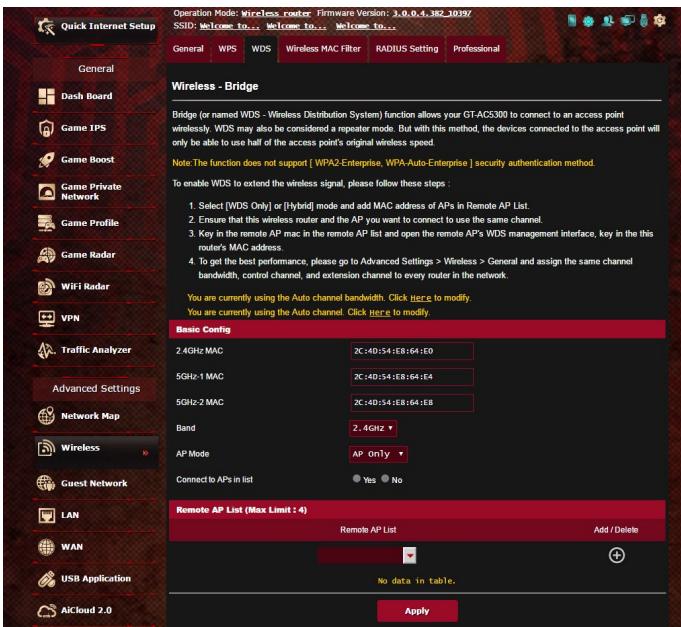 Quick Internet Setup
General
Dash Board
Game IPS
Game Boost
Game Private
Network
Game Profile
Game Radar
WiFi Radar
VPN
Traffic Analyzer
Advanced Settings
Network Map
Wireless
Guest Network
LAN
WAN
USB Application
AiCloud 2.0
Operation Mode: Wireless router Firmware Version: 3.0.0.4.382_10397
SSID: Welcome to... Welcome to... Welcome to...
General WPS WDS Wireless MAC Filter RADIUS Setting Professional
Wireless - Bridge
Bridge (or named WDS - Wireless Distribution System) function allows your GT-AC5300 to connect to an access point
wirelessly. WDS may also be considered a repeater mode. But with this method, the devices connected to the access point will
only be able to use half of the access point's original wireless speed.
Note:The function does not support [ WPA2-Enterprise, WPA-Auto-Enterprise ] security authentication method.
To enable WDS to extend the wireless signal, please follow these steps :
1. Select [WDS Only] or [Hybrid] mode and add MAC address of APs in Remote AP List.
2. Ensure that this wireless router and the AP you want to connect to use the same channel.
3. Key in the remote AP mac in the remote AP list and open the remote AP's WDS management interface, key in the this
router's MAC address.
4. To get the best performance, please go to Advanced Settings > Wireless > General and assign the same channel
bandwidth, control channel, and extension channel to every router in the network.
You are currently using the Auto channel bandwidth. Click Here to modify.
You are currently using the Auto channel. Click Here to modify.
Basic Config
2.4GHz MAC 2C:4D:54:E8:64:E0
5GHz-1 MAC 2C:4D:54:E8:64:E4
5GHz-2 MAC 2C:4D:54:E8:64:E8
Band 2.4GHz
AP Mode AP Only
Connect to APs in list Yes No
Remote AP List (Max Limit : 4)
Remote AP List Add / Delete
No data in table.
Apply